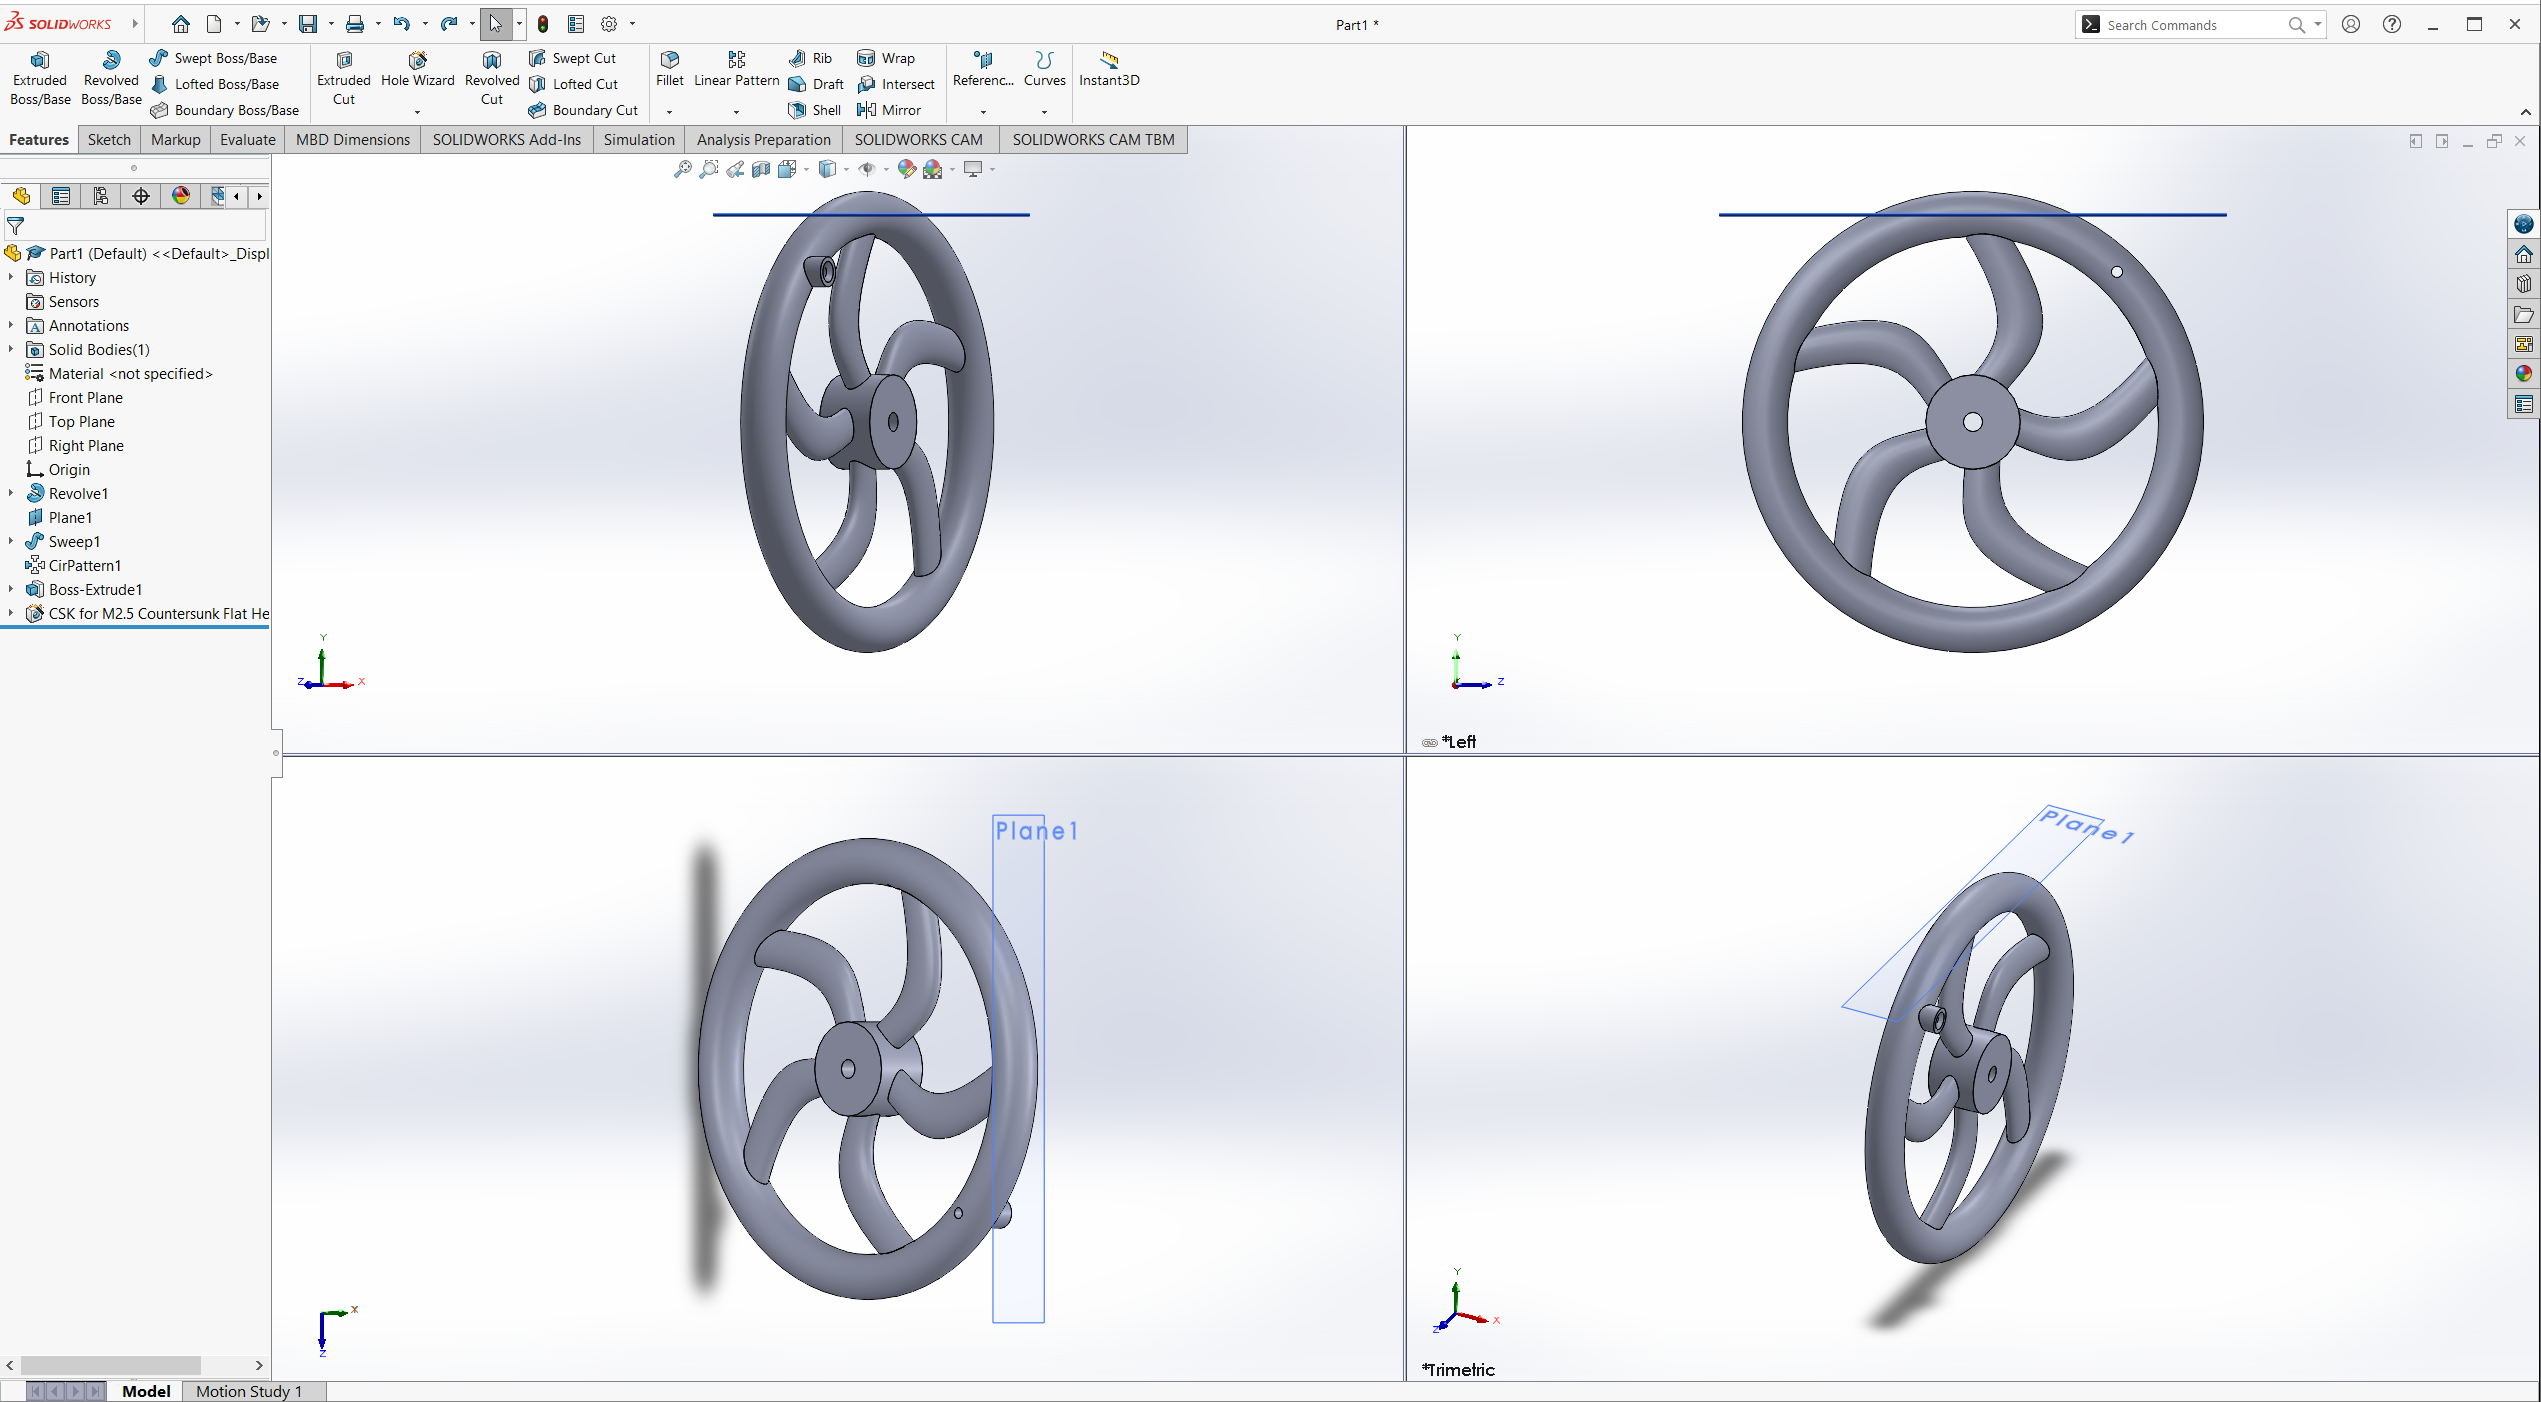 SOLIDWORKS
Part1 *
Search Commands
Extruded Boss/Base
Revolved Boss/Base
Swept Boss/Base
Lofted Boss/Base
Boundary Boss/Base
Extruded Cut
Hole Wizard
Revolved Cut
Swept Cut
Lofted Cut
Boundary Cut
Fillet
Linear Pattern
Rib
Draft
Shell
Wrap
Intersect
Mirror
Referenc...
Curves
Instant3D
Features
Sketch
Markup
Evaluate
MBD Dimensions
SOLIDWORKS Add-Ins
Simulation
Analysis Preparation
SOLIDWORKS CAM
SOLIDWORKS CAM TBM
Part1 (Default) <<Default>_Displ
History
Sensors
Annotations
Solid Bodies(1)
Material <not specified>
Front Plane
Top Plane
Right Plane
Origin
Revolve1
Plane1
Sweep1
CirPattern1
Boss-Extrude1
CSK for M2.5 Countersunk Flat He
Y
Z
X
Y
Z
*Left
Plane1
X
Z
Plane1
Y
X
Z
*Trimetric
Model
Motion Study 1